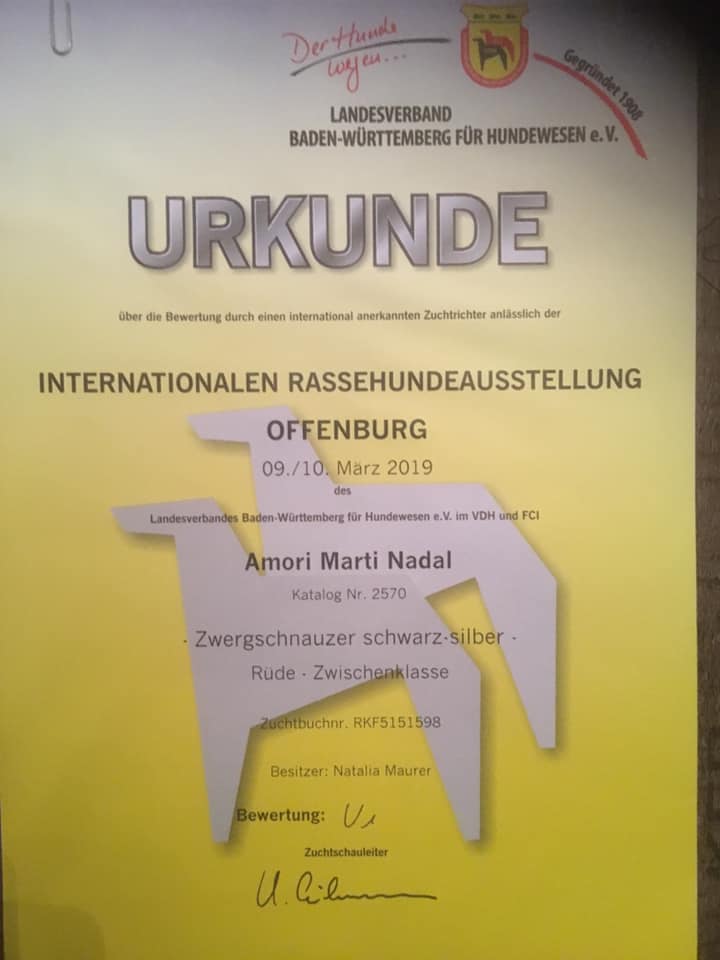 Der Hunde
wegen...
Gegründet 1908
LANDESVERBAND
BADEN-WÜRTTEMBERG FÜR HUNDEWESEN e.V.
URKUNDE
über die Bewertung durch einen international anerkannten Zuchtrichter anlässlich der
INTERNATIONALEN RASSEHUNDEAUSSTELLUNG
OFFENBURG
09./10. März 2019
des
Landesverbandes Baden-Württemberg für Hundewesen e.V. im VDH und FCI
Amori Marti Nadal
Katalog Nr. 2570
- Zwergschnauzer schwarz-silber -
Rüde - Zwischenklasse
Zuchtbuchnr. RKF5151598
Besitzer: Natalia Maurer
Bewertung:
Zuchtschauleiter